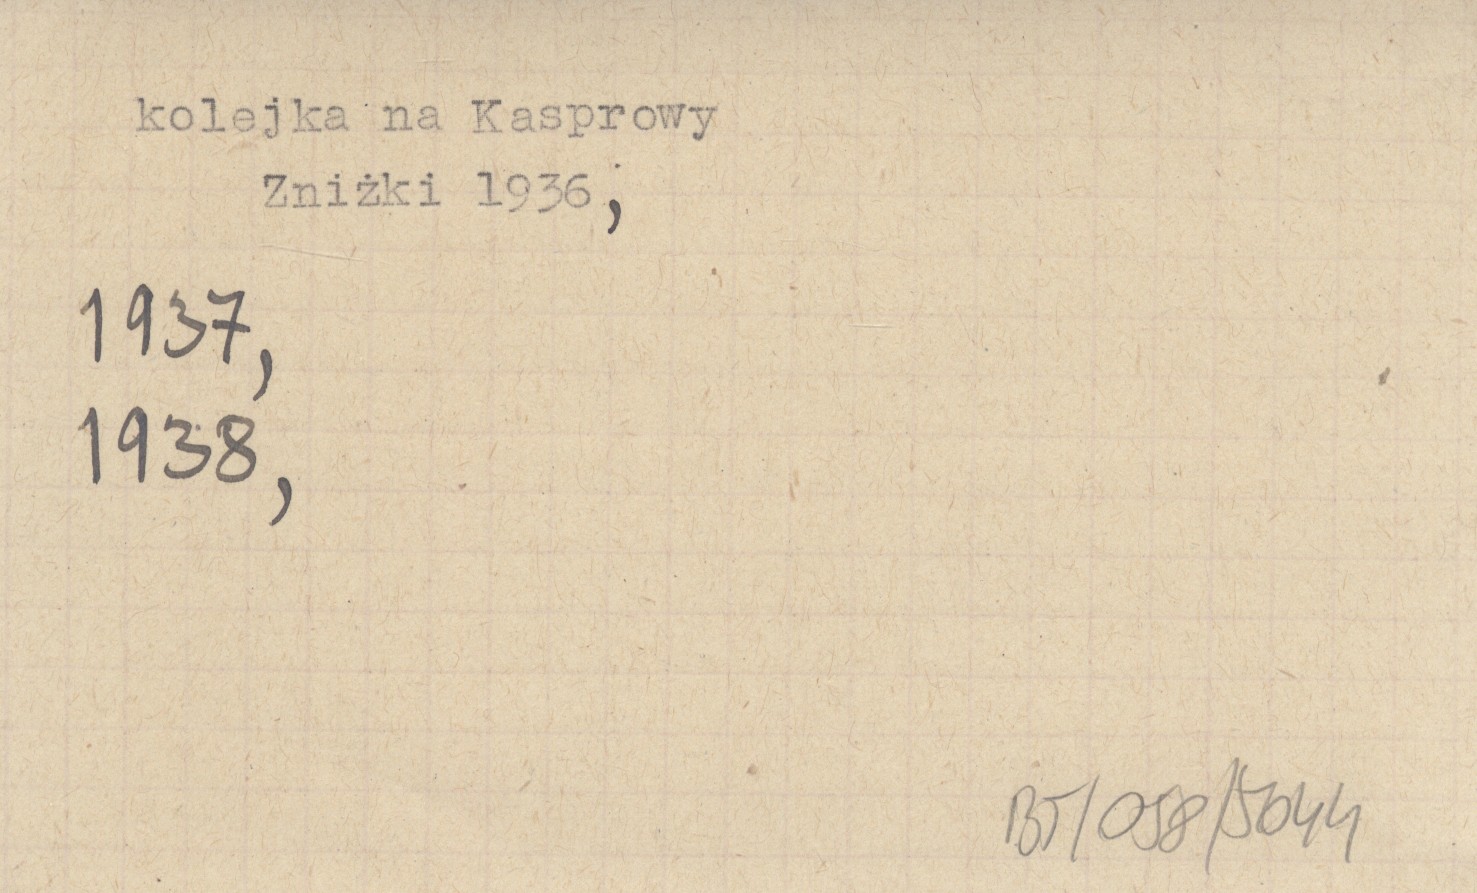 kolejka na Kasprowy
Zniżki 1936,
1937,
1938,
BT/058/5044